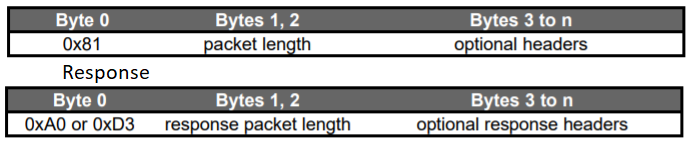 Byte 0 Bytes 1, 2 Bytes 3 to n
0x81 packet length optional headers
Response
Byte 0 Bytes 1, 2 Bytes 3 to n
0xA0 or 0xD3 response packet length optional response headers